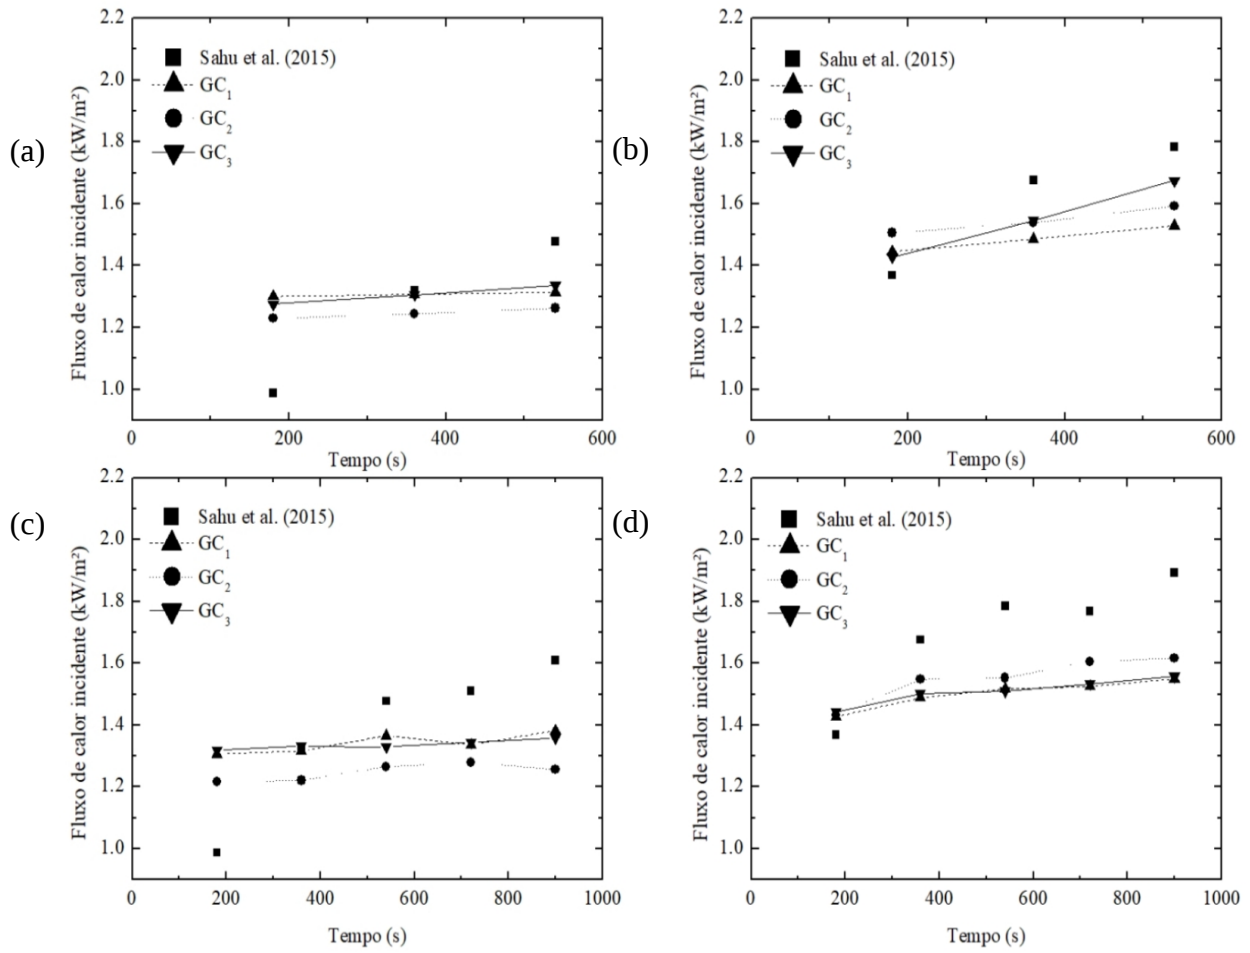 (a)
Fluxo de calor incidente (kW/m²)
2.2
2.0
1.8
1.6
1.4
1.2
1.0
Sahu et al. (2015)
GC1
GC2
GC3
0 200 400 600
Tempo (s)
(b)
Fluxo de calor incidente (kW/m²)
2.2
2.0
1.8
1.6
1.4
1.2
1.0
Sahu et al. (2015)
GC1
GC2
GC3
0 200 400 600
Tempo (s)
(c)
Fluxo de calor incidente (kW/m²)
2.2
2.0
1.8
1.6
1.4
1.2
1.0
Sahu et al. (2015)
GC1
GC2
GC3
0 200 400 600 800 1000
Tempo (s)
(d)
Fluxo de calor incidente (kW/m²)
2.2
2.0
1.8
1.6
1.4
1.2
1.0
Sahu et al. (2015)
GC1
GC2
GC3
0 200 400 600 800 1000
Tempo (s)